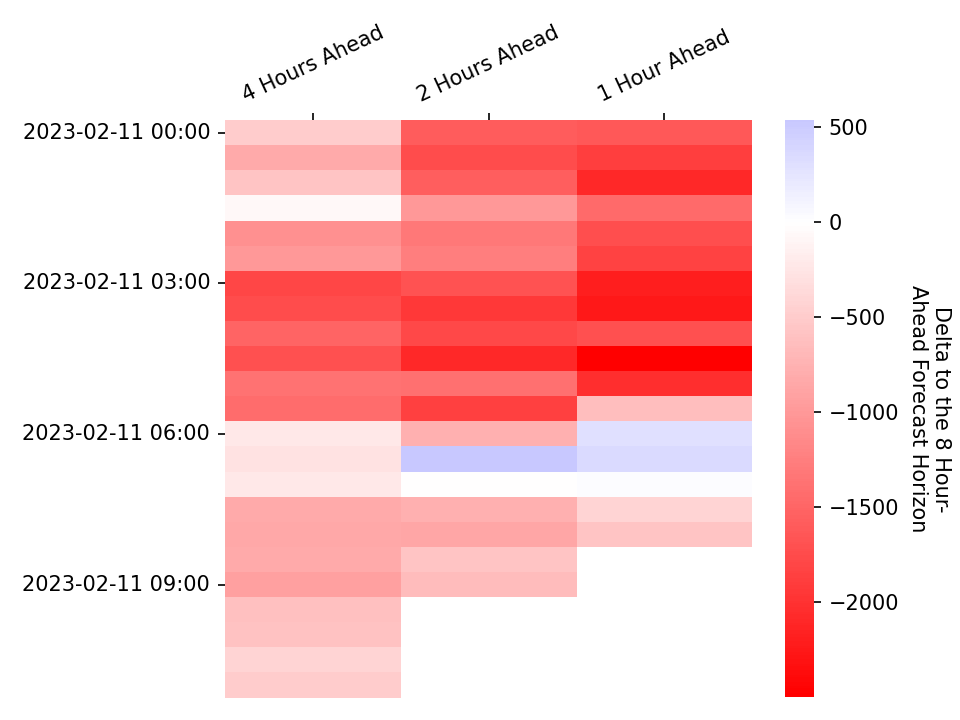 4 Hours Ahead
2 Hours Ahead
1 Hour Ahead
2023-02-11 00:00
2023-02-11 03:00
2023-02-11 06:00
2023-02-11 09:00
500
0
−500
−1000
−1500
−2000
Delta to the 8 Hour-
Ahead Forecast Horizon